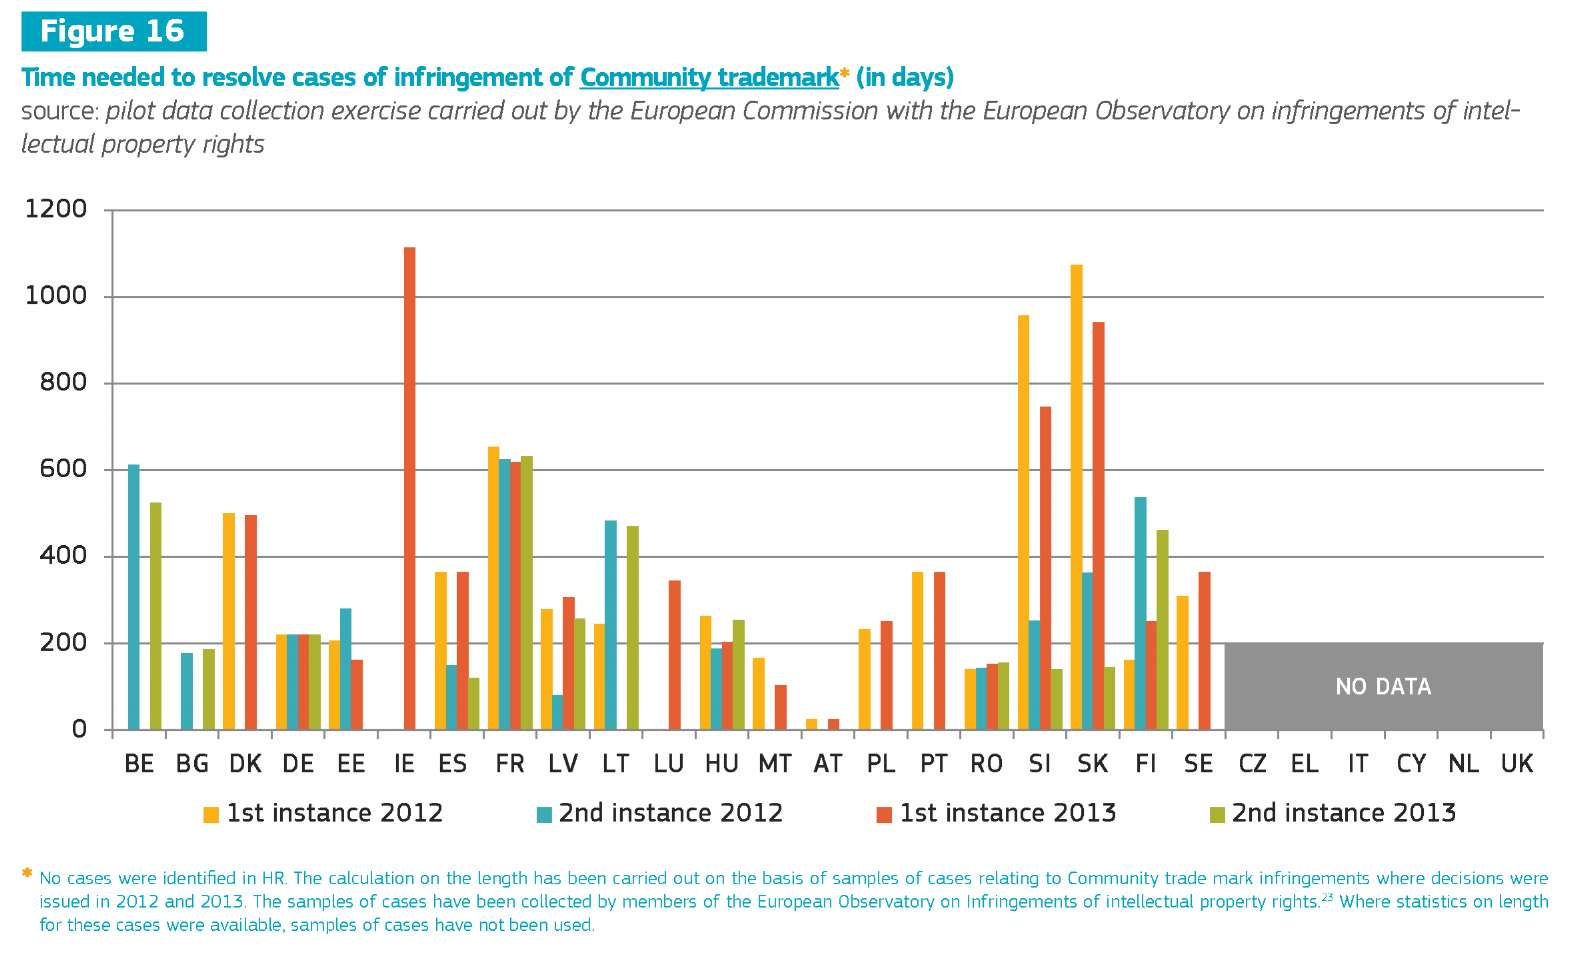 Figure 16
Time needed to resolve cases of infringement of Community trademark* (in days)
source: pilot data collection exercise carried out by the European Commission with the European Observatory on infringements of intel-
lectual property rights
1200
1000
800
600
400
200
0
NO DATA
BE BG DK DE EE IE ES FR LV LT LU HU MT AT PL PT RO SI SK FI SE CZ EL IT CY NL UK
1st instance 2012 2nd instance 2012 1st instance 2013 2nd instance 2013
* No cases were identified in HR. The calculation on the length has been carried out on the basis of samples of cases relating to Community trade mark infringements where decisions were
issued in 2012 and 2013. The samples of cases have been collected by members of the European Observatory on Infringements of intellectual property rights.23 Where statistics on length
for these cases were available, samples of cases have not been used.